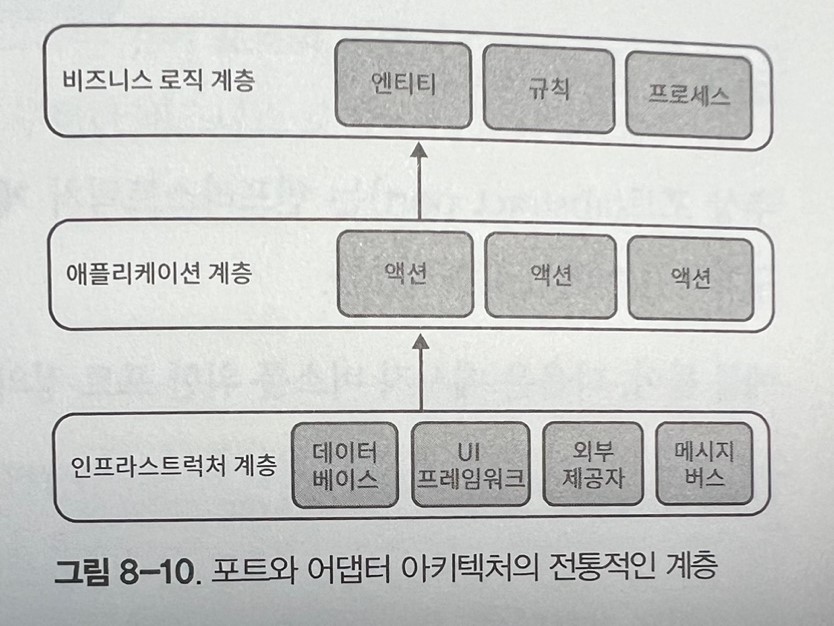 비즈니스 로직 계층
엔티티
규칙
프로세스
애플리케이션 계층
액션
액션
액션
인프라스트럭처 계층
데이터
베이스
UI
프레임워크
외부
제공자
메시지
버스
그림 8-10. 포트와 어댑터 아키텍처의 전통적인 계층